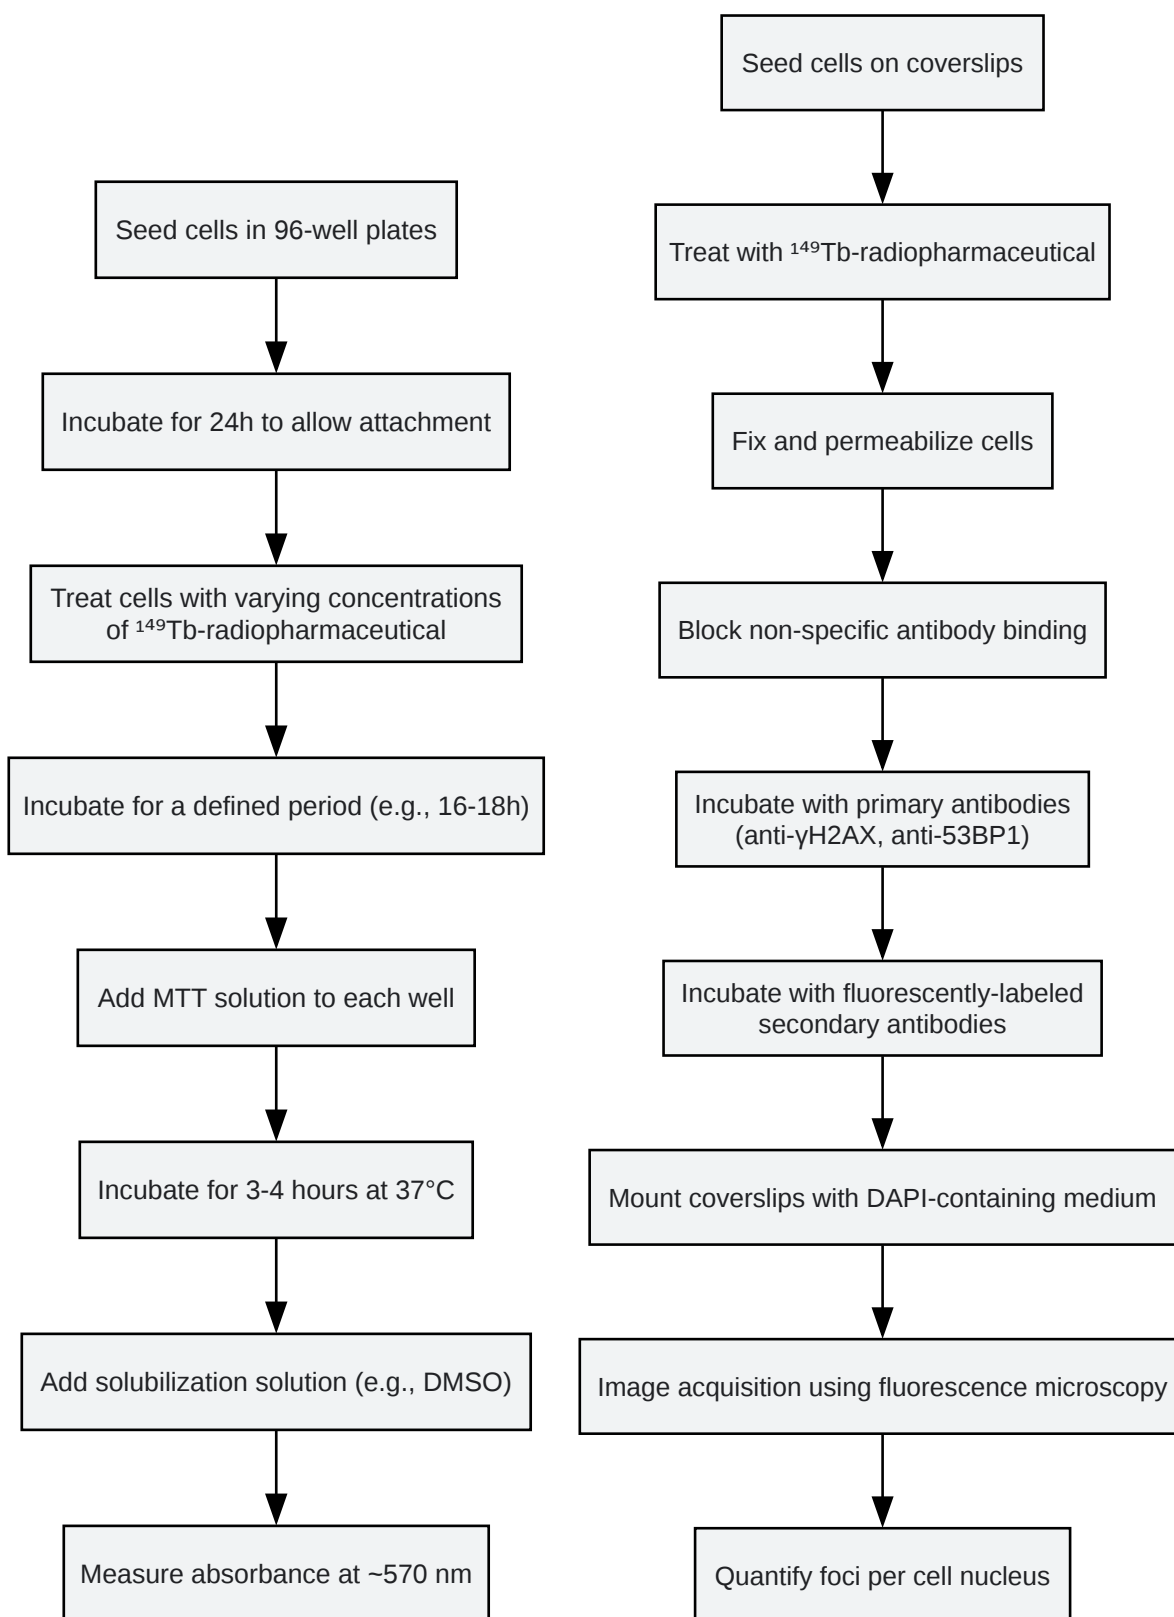 Seed cells in 96-well plates
Incubate for 24h to allow attachment
Treat cells with varying concentrations
of ¹⁴⁹Tb-radiopharmaceutical
Incubate for a defined period (e.g., 16-18h)
Add MTT solution to each well
Incubate for 3-4 hours at 37°C
Add solubilization solution (e.g., DMSO)
Measure absorbance at ~570 nm
Seed cells on coverslips
Treat with ¹⁴⁹Tb-radiopharmaceutical
Fix and permeabilize cells
Block non-specific antibody binding
Incubate with primary antibodies
(anti-γH2AX, anti-53BP1)
Incubate with fluorescently-labeled
secondary antibodies
Mount coverslips with DAPI-containing medium
Image acquisition using fluorescence microscopy
Quantify foci per cell nucleus